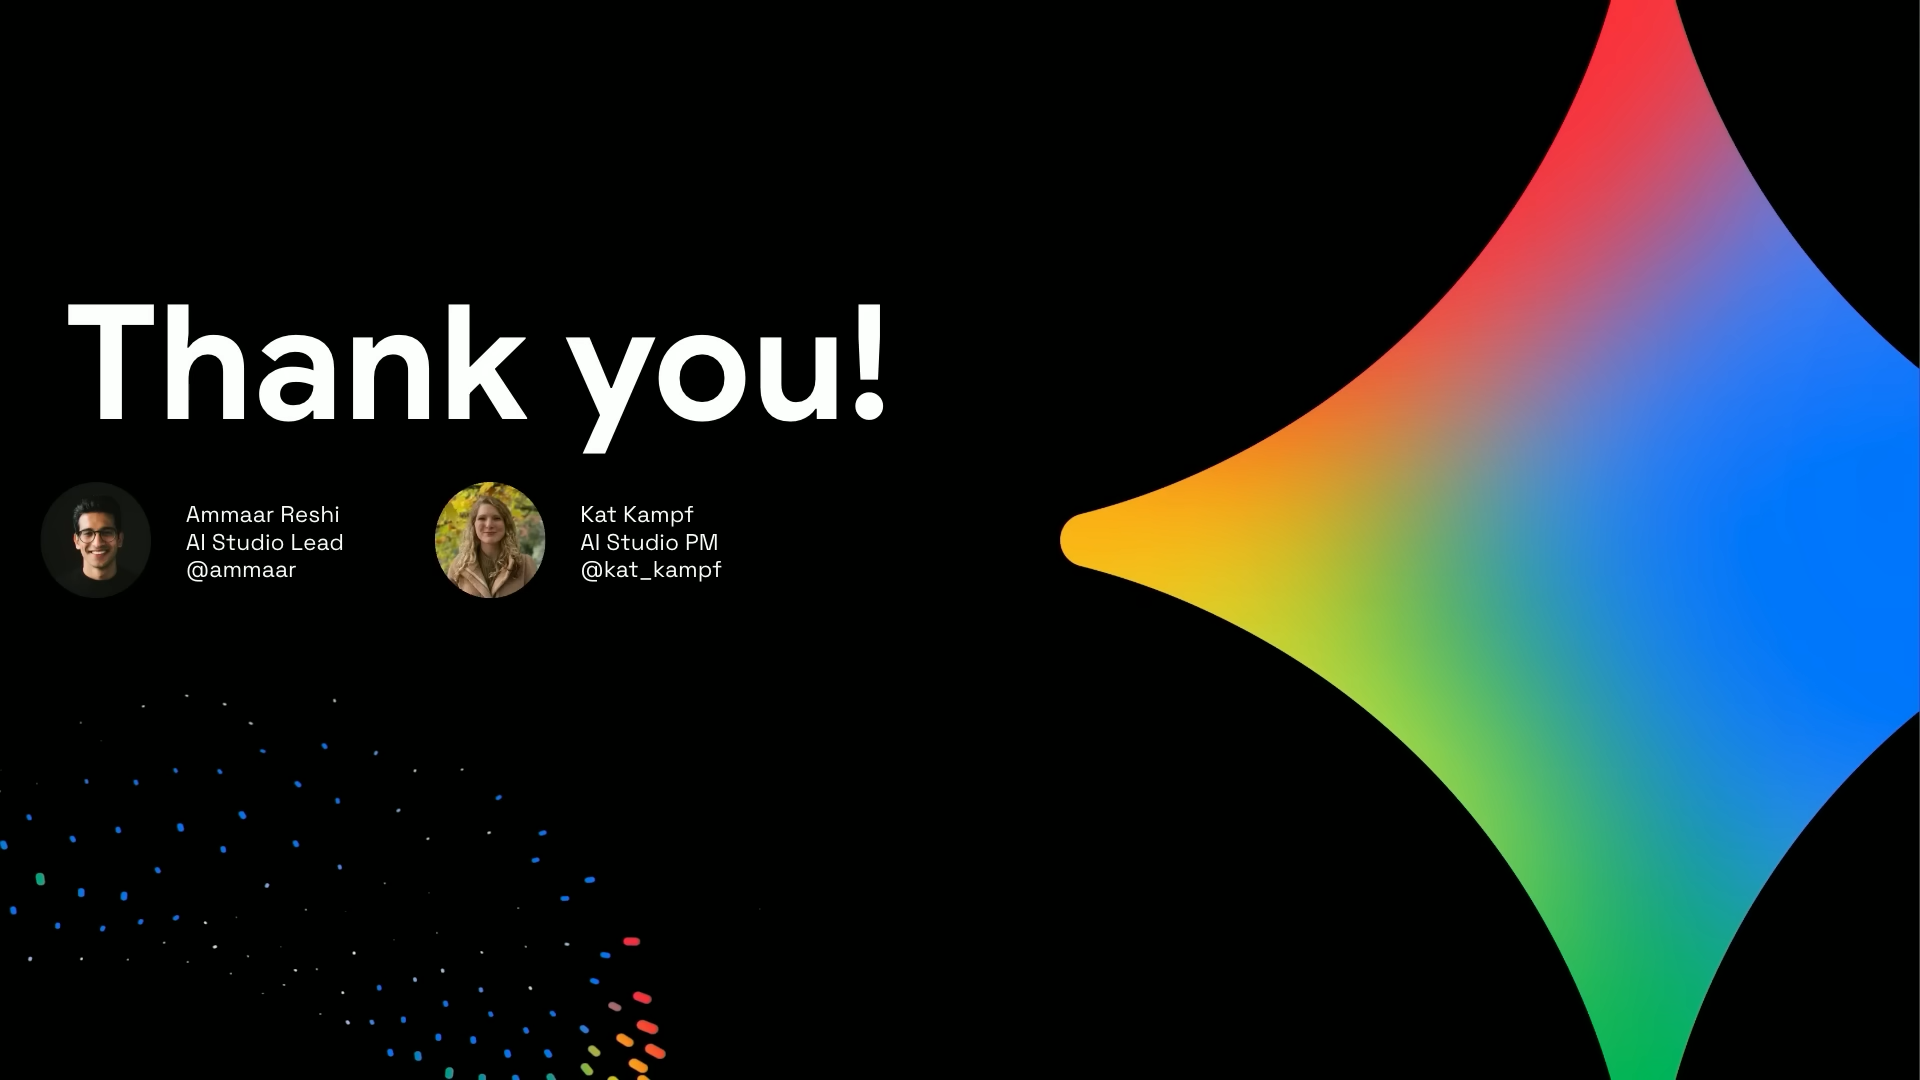 Thank you!
Ammaar Reshi
AI Studio Lead
@ammaar
Kat Kampf
AI Studio PM
@kat_kampf